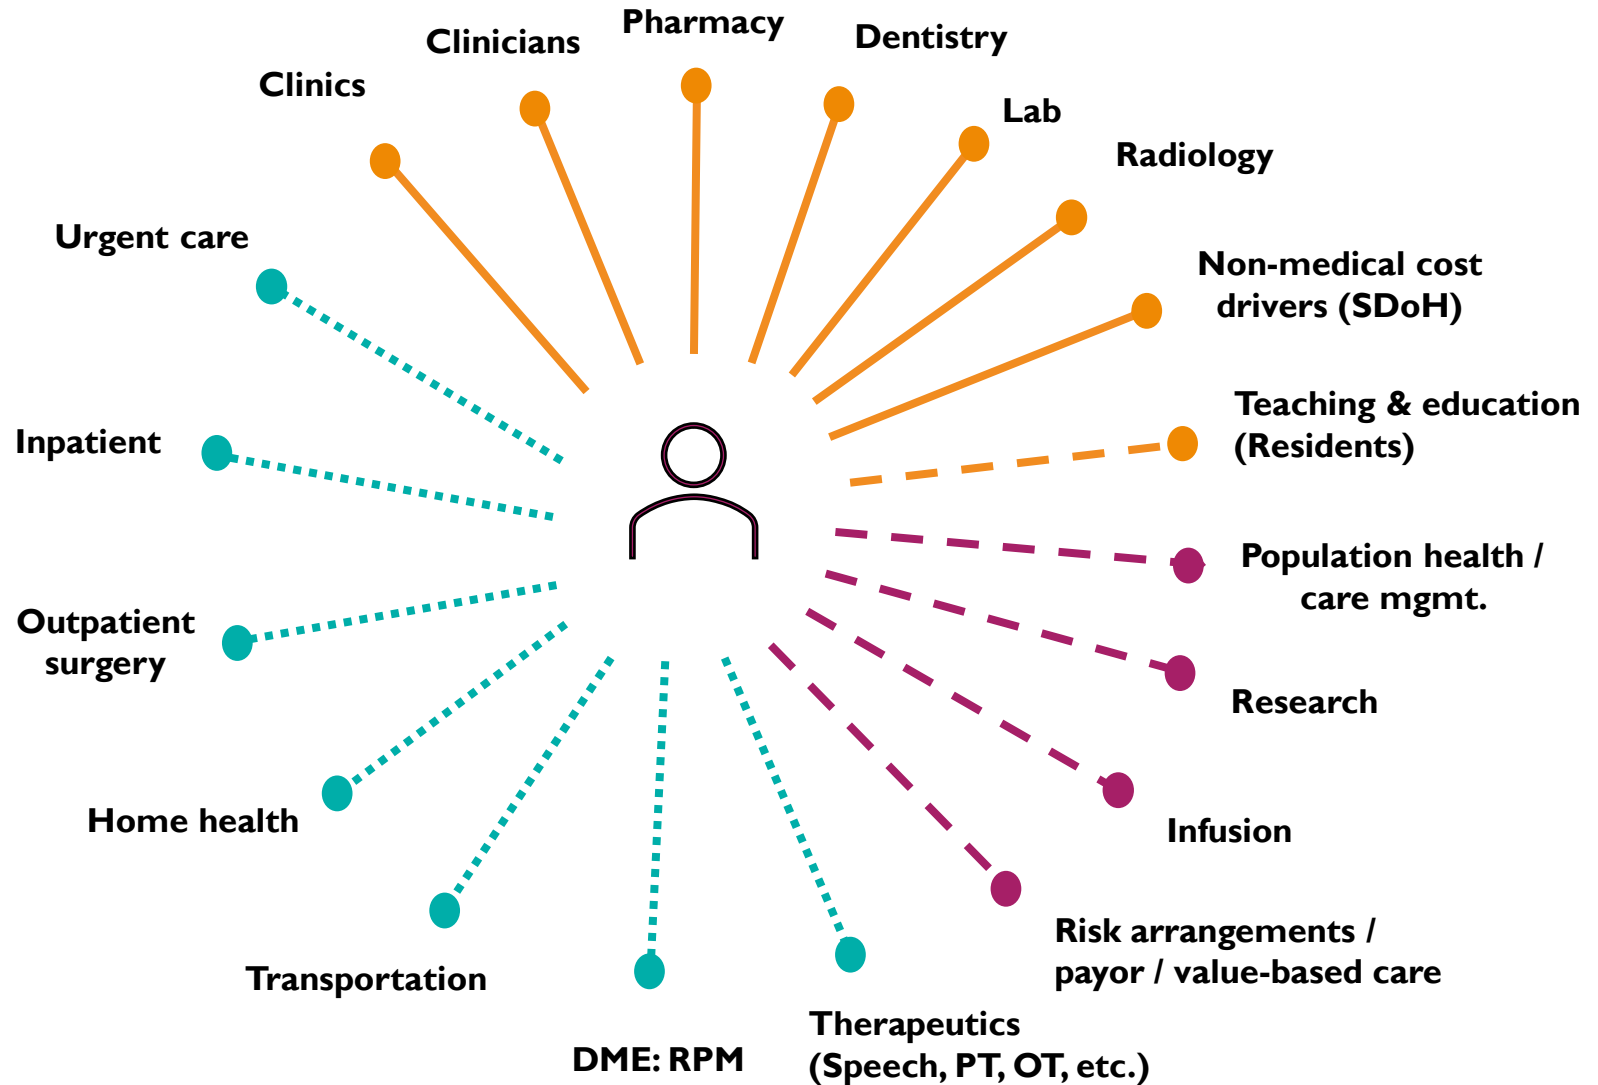 Pharmacy
Clinicians
Dentistry
Clinics
Lab
Radiology
Urgent care
Non-medical cost
drivers (SDoH)
Teaching & education
(Residents)
Inpatient
Population health /
care mgmt.
Outpatient
surgery
Research
Home health
Infusion
Risk arrangements /
payor / value-based care
Transportation
Therapeutics
(Speech, PT, OT, etc.)
DME: RPM